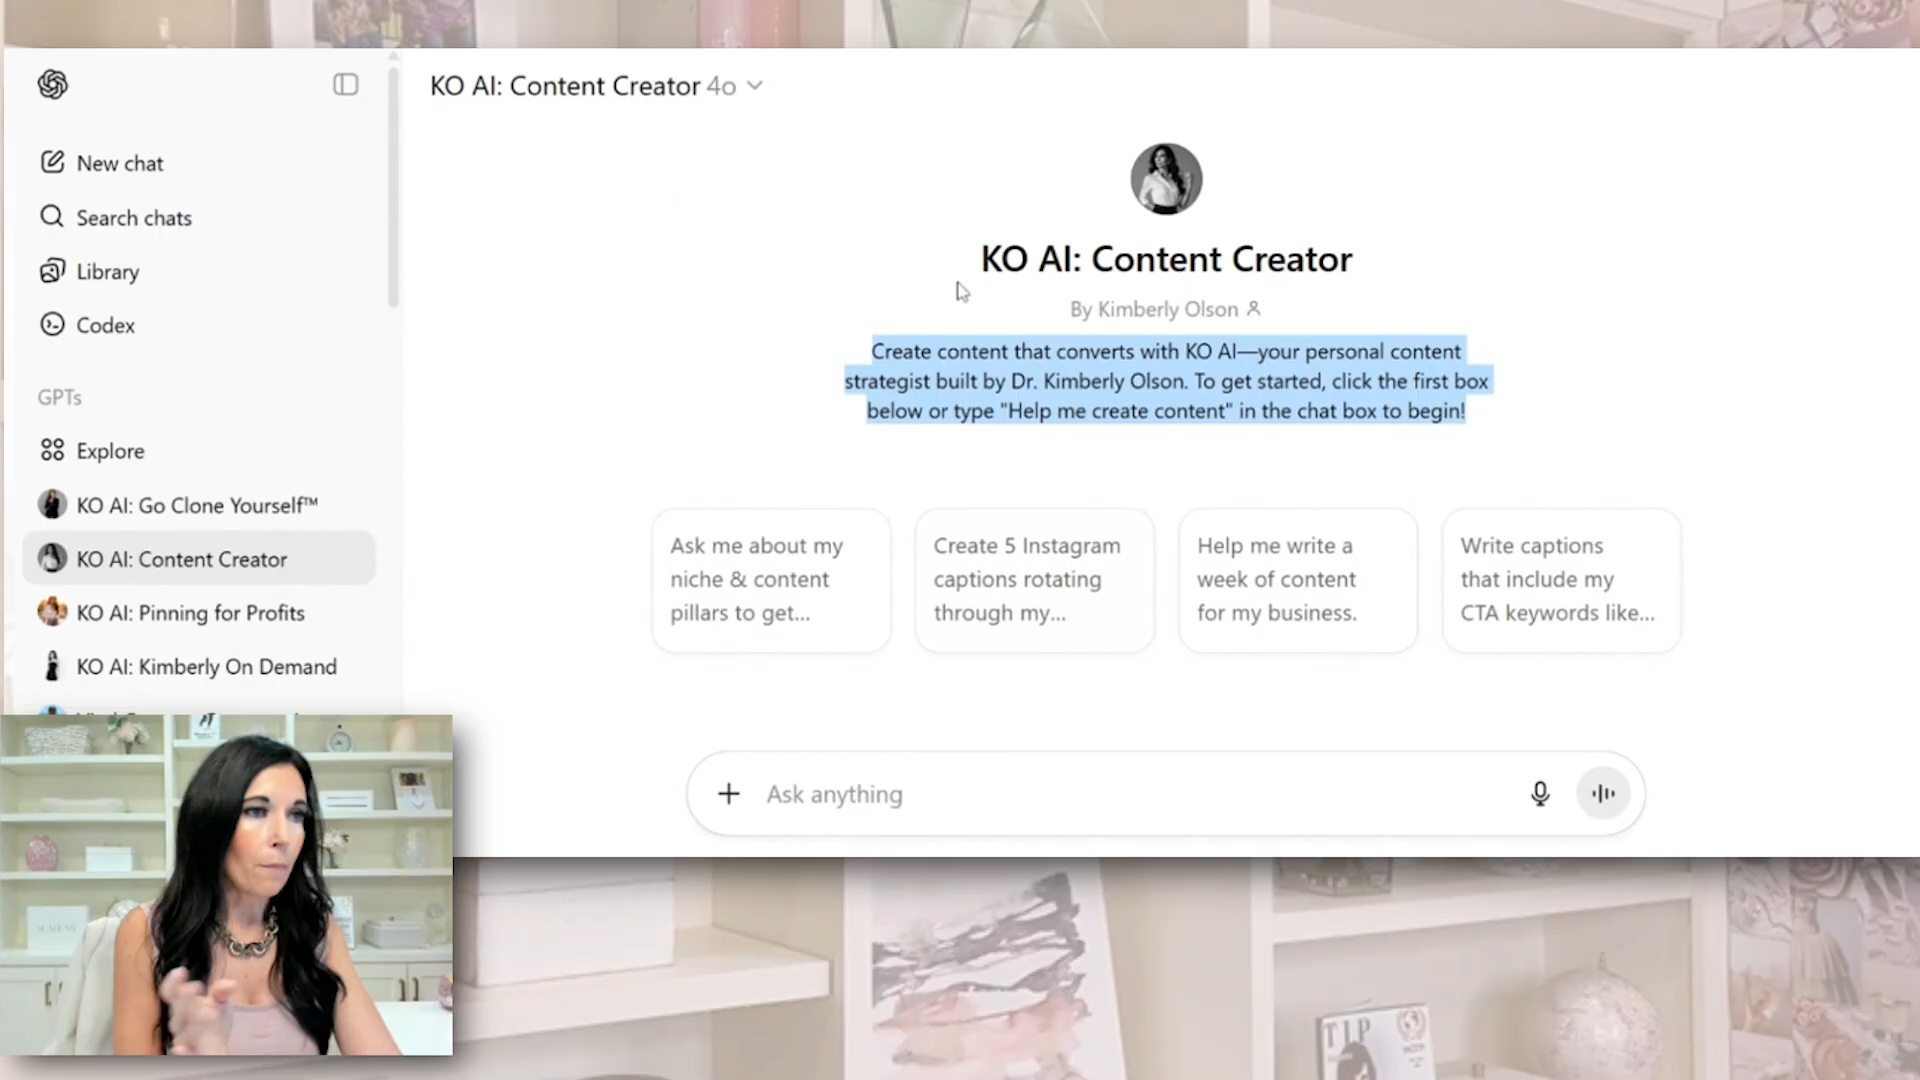 KO AI: Content Creator 4o
New chat
Search chats
Library
Codex
GPTs
Explore
KO AI: Go Clone Yourself™
KO AI: Content Creator
KO AI: Pinning for Profits
KO AI: Kimberly On Demand
KO AI: Content Creator
By Kimberly Olson
Create content that converts with KO AI—your personal content
strategist built by Dr. Kimberly Olson. To get started, click the first box
below or type "Help me create content" in the chat box to begin!
Ask me about my
niche & content
pillars to get...
Create 5 Instagram
captions rotating
through my...
Help me write a
week of content
for my business.
Write captions
that include my
CTA keywords like...
Ask anything